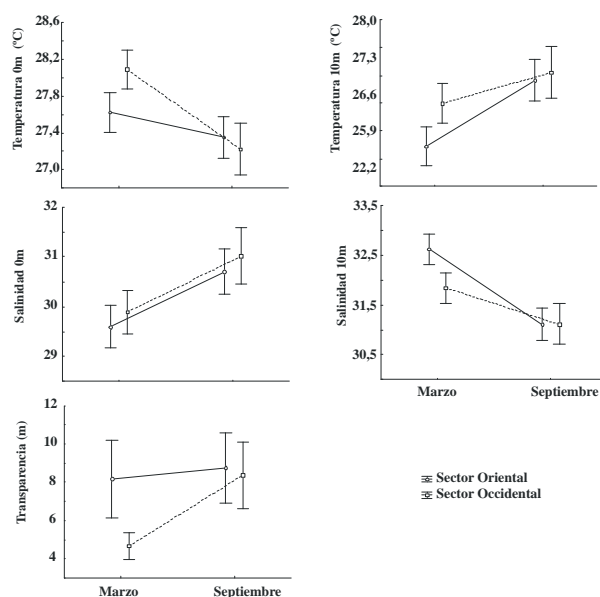 Temperatura 0m (°C)
28,6
28,2
27,8
27,4
27,0
Temperatura 10m (°C)
28,0
27,3
26,6
25,9
22,2
Salinidad 0m
32
31
30
29
Salinidad 10m
33,5
32,5
31,5
30,5
Marzo Septiembre
Transparencia (m)
12
10
8
6
4
Marzo Septiembre
Sector Oriental
Sector Occidental